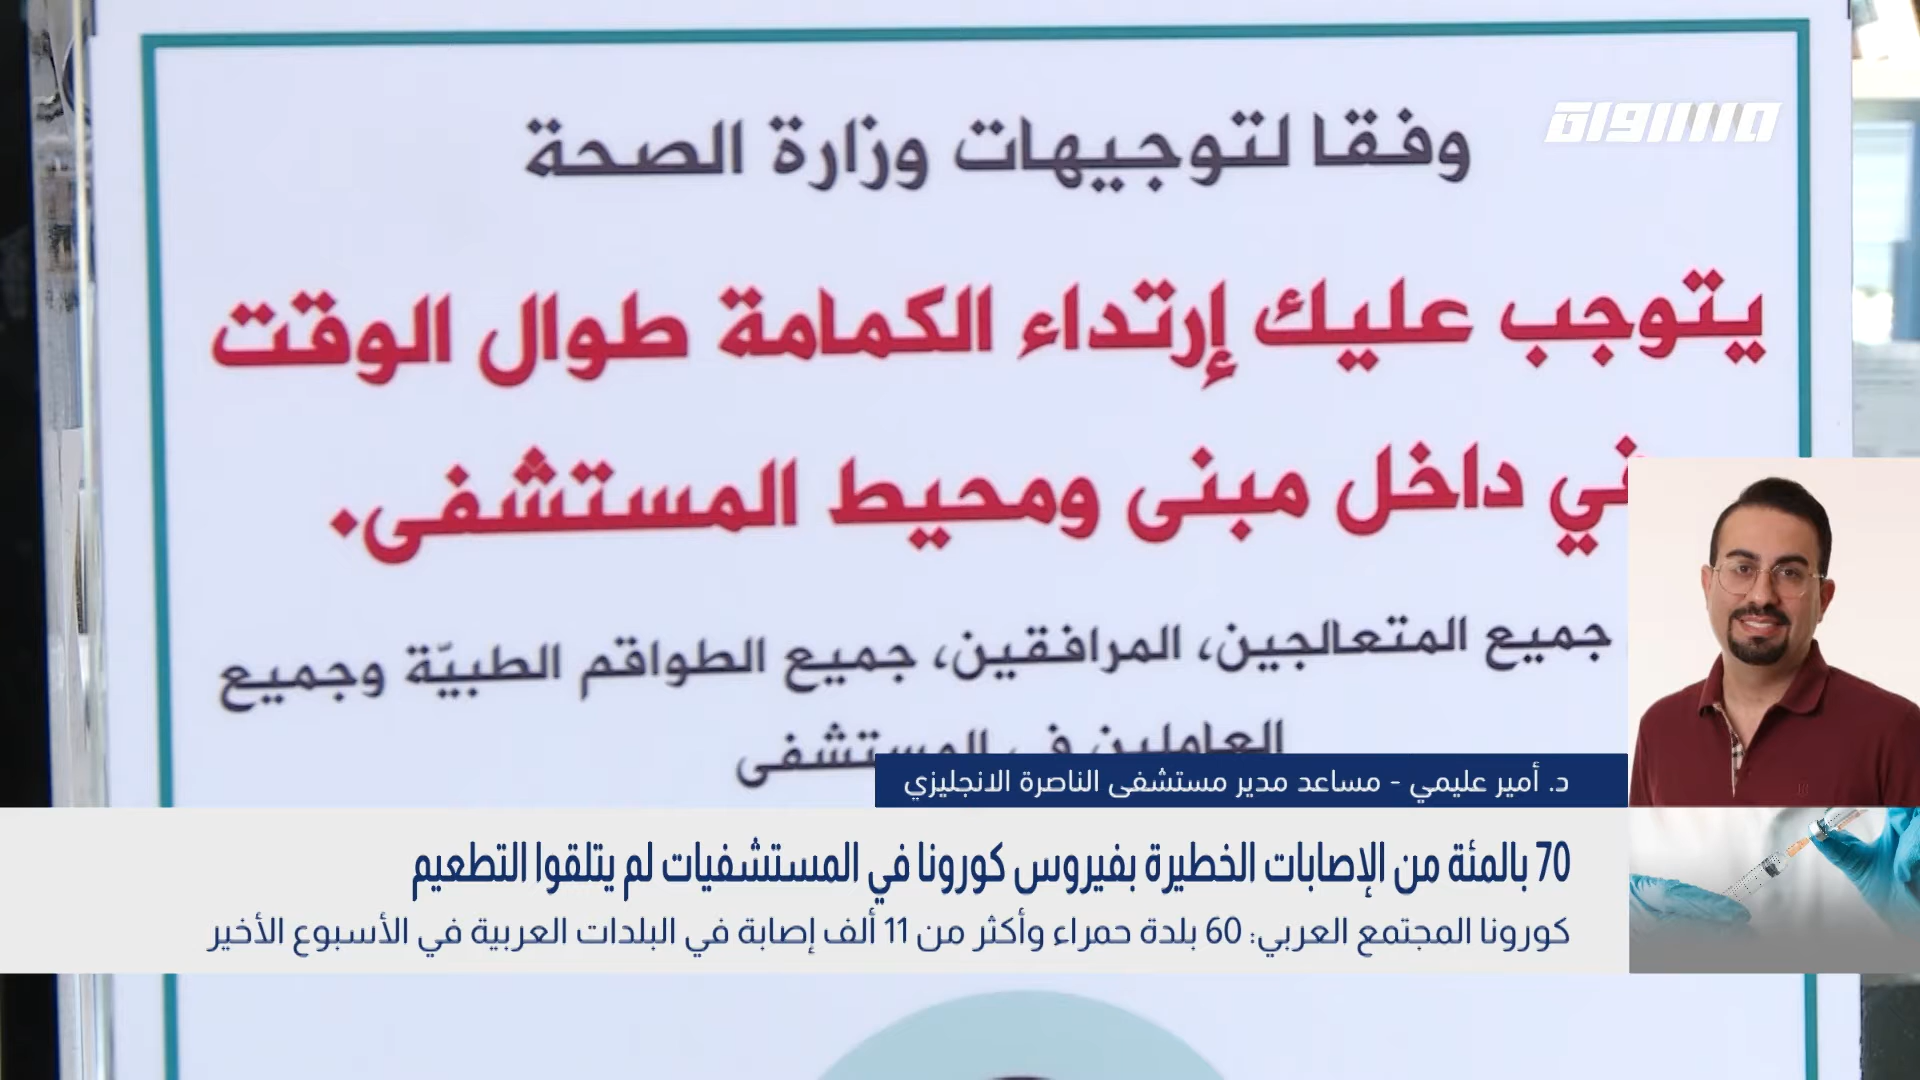 مساواة
وفقا لتوجيهات وزارة الصحة
يتوجب عليك إرتداء الكمامة طوال الوقت
في داخل مبنى ومحيط المستشفى.
جميع المتعالجين، المرافقين، جميع الطواقم الطبيّة وجميع
العاملين في المستشفى
د. أمير عليمي - مساعد مدير مستشفى الناصرة الانجليزي
70 بالمئة من الإصابات الخطيرة بفيروس كورونا في المستشفيات لم يتلقوا التطعيم
كورونا المجتمع العربي: 60 بلدة حمراء وأكثر من 11 ألف إصابة في البلدات العربية في الأسبوع الأخير